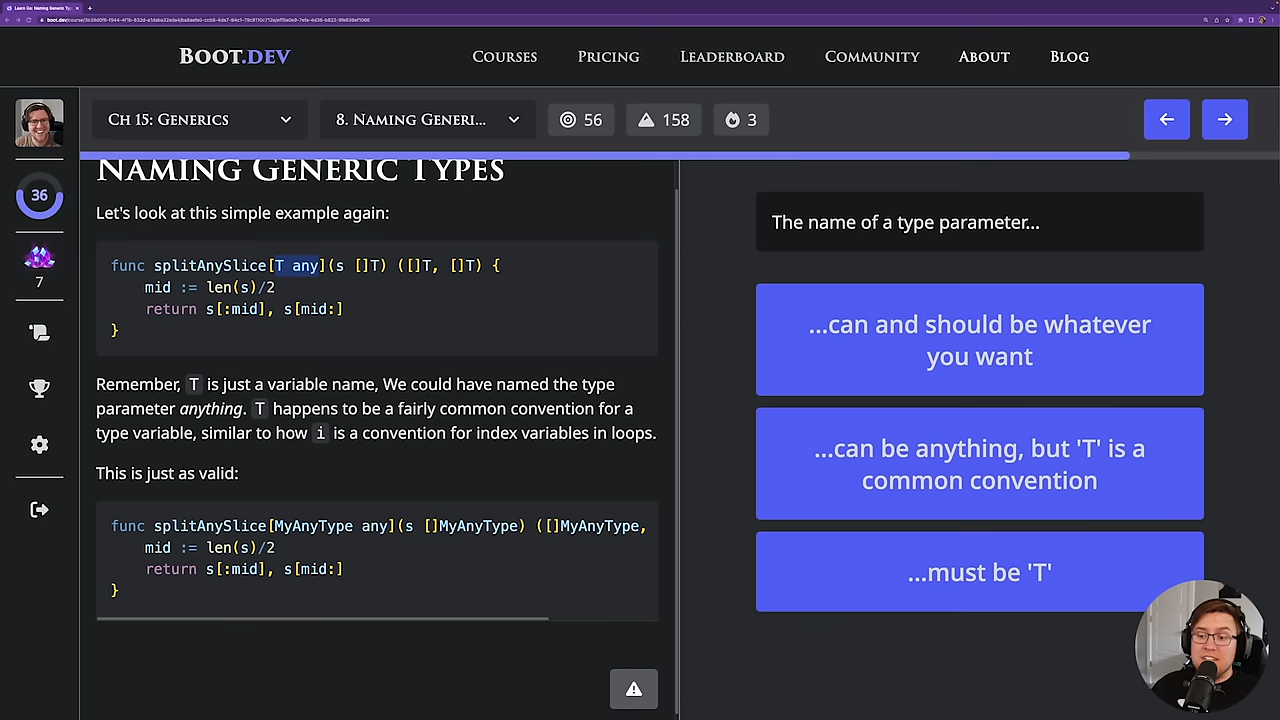 Learn Go: Naming Generic Ty
BOOT.DEV
COURSES
PRICING
LEADERBOARD
COMMUNITY
ABOUT
BLOG
CH 15: GENERICS
8. NAMING GENERI...
56
158
3
36
7
NAMING GENERIC TYPES
Let's look at this simple example again:
func splitAnySlice[T any](s []T) ([]T, []T) {
mid := len(s)/2
return s[:mid], s[mid:]
}
Remember, T is just a variable name, We could have named the type
parameter anything. T happens to be a fairly common convention for a
type variable, similar to how i is a convention for index variables in loops.
This is just as valid:
func splitAnySlice[MyAnyType any](s []MyAnyType) ([]MyAnyType,
mid := len(s)/2
return s[:mid], s[mid:]
}
The name of a type parameter...
...can and should be whatever
you want
...can be anything, but 'T' is a
common convention
...must be 'T'